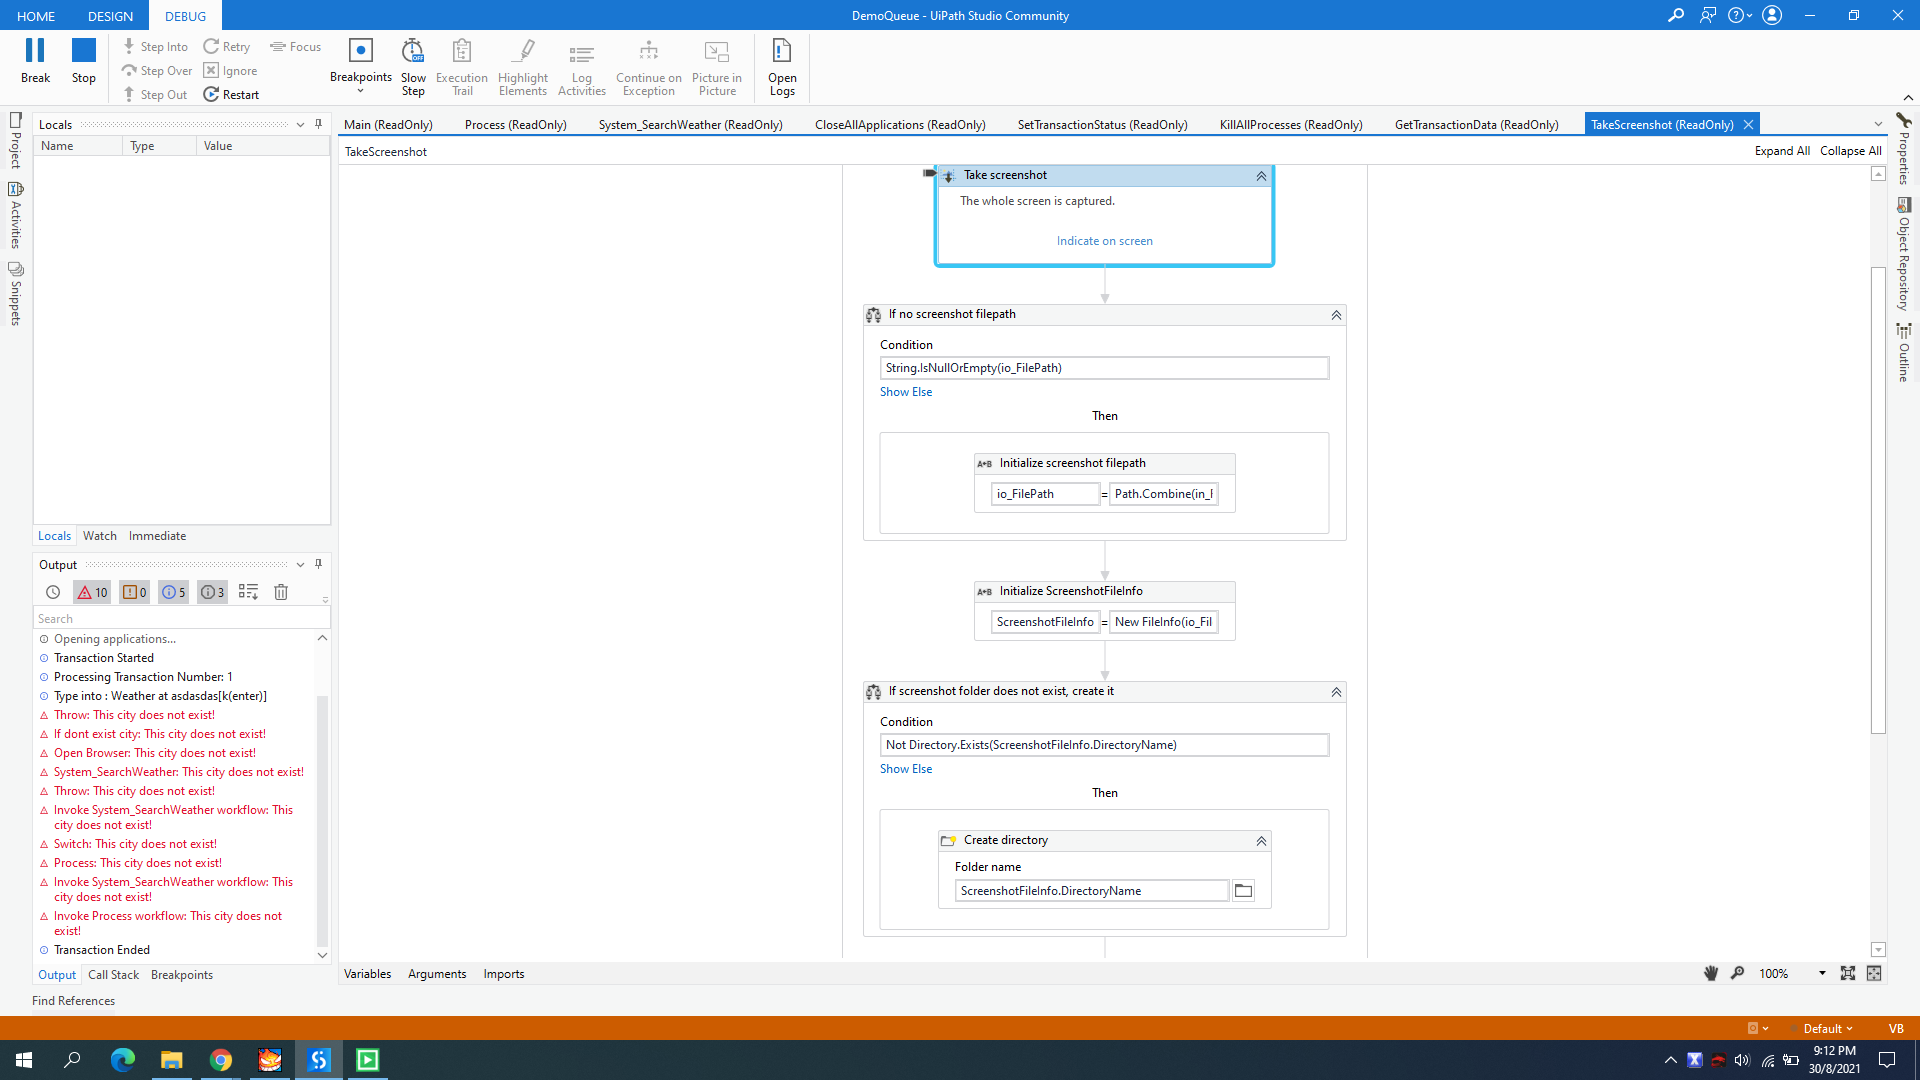 HOME DESIGN DEBUG
DemoQueue - UiPath Studio Community
Break
Stop
Step Into
Step Over
Step Out
Retry
Ignore
Restart
Focus
Breakpoints
Slow Step
Execution Trail
Highlight Elements
Log Activities
Continue on Exception
Picture in Picture
Open Logs
Project
Activities
Snippets
Locals
Name Type Value
Locals Watch Immediate
Output
10 0 5 3
Search
Opening applications...
Transaction Started
Processing Transaction Number: 1
Type into : Weather at asdasdas[k(enter)]
Throw: This city does not exist!
If dont exist city: This city does not exist!
Open Browser: This city does not exist!
System_SearchWeather: This city does not exist!
Throw: This city does not exist!
Invoke System_SearchWeather workflow: This
city does not exist!
Switch: This city does not exist!
Process: This city does not exist!
Invoke System_SearchWeather workflow: This
city does not exist!
Invoke Process workflow: This city does not
exist!
Transaction Ended
Output Call Stack Breakpoints
Find References
Main (ReadOnly) Process (ReadOnly) System_SearchWeather (ReadOnly) CloseAllApplications (ReadOnly) SetTransactionStatus (ReadOnly) KillAllProcesses (ReadOnly) GetTransactionData (ReadOnly) TakeScreenshot (ReadOnly)
TakeScreenshot
Expand All Collapse All
Take screenshot
The whole screen is captured.
Indicate on screen
If no screenshot filepath
Condition
String.IsNullOrEmpty(io_FilePath)
Show Else
Then
A+B Initialize screenshot filepath
io_FilePath = Path.Combine(in_F
A+B Initialize ScreenshotFileInfo
ScreenshotFileInfo = New FileInfo(io_Fil
If screenshot folder does not exist, create it
Condition
Not Directory.Exists(ScreenshotFileInfo.DirectoryName)
Show Else
Then
Create directory
Folder name
ScreenshotFileInfo.DirectoryName
Variables Arguments Imports
100%
Properties
Object Repository
Outline
Default VB
9:12 PM
30/8/2021